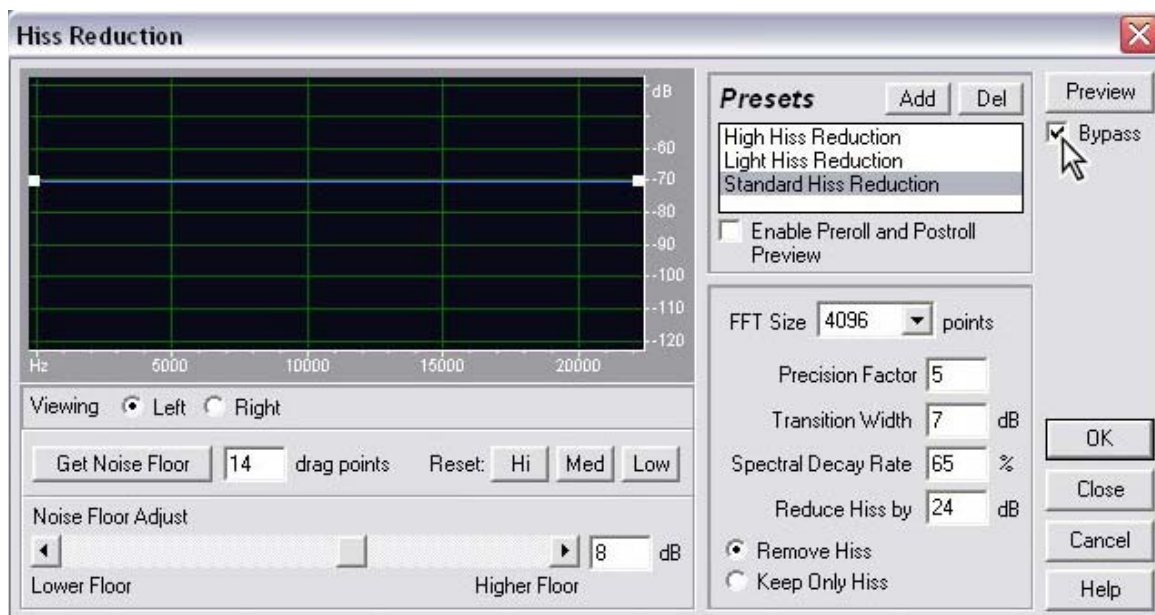 Hiss Reduction
dB
-60
-70
-80
-90
-100
-110
-120
Hz 5000 10000 15000 20000
Viewing Left Right
Get Noise Floor 14 drag points Reset: Hi Med Low
Noise Floor Adjust
8 dB
Lower Floor Higher Floor
Presets Add Del
High Hiss Reduction
Light Hiss Reduction
Standard Hiss Reduction
Enable Preroll and Postroll
Preview
FFT Size 4096 points
Precision Factor 5
Transition Width 7 dB
Spectral Decay Rate 65 %
Reduce Hiss by 24 dB
Remove Hiss
Keep Only Hiss
Preview
Bypass
OK
Close
Cancel
Help